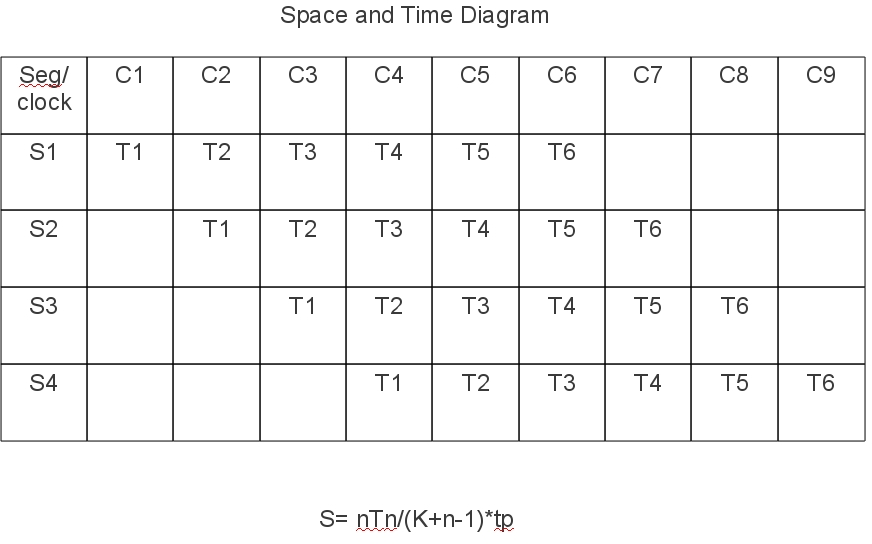 Space and Time Diagram
Seg/ clock C1 C2 C3 C4 C5 C6 C7 C8 C9
S1 T1 T2 T3 T4 T5 T6
S2 T1 T2 T3 T4 T5 T6
S3 T1 T2 T3 T4 T5 T6
S4 T1 T2 T3 T4 T5 T6
S= nTn/(K+n-1)*tp